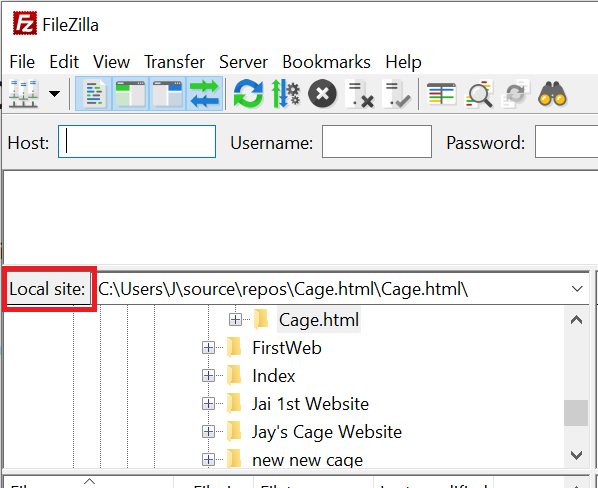 FileZilla
File Edit View Transfer Server Bookmarks Help
Host: Username: Password:
Local site: C:\Users\J\source\repos\Cage.html\Cage.html\
Cage.html
FirstWeb
Index
Jai 1st Website
Jay's Cage Website
new new cage